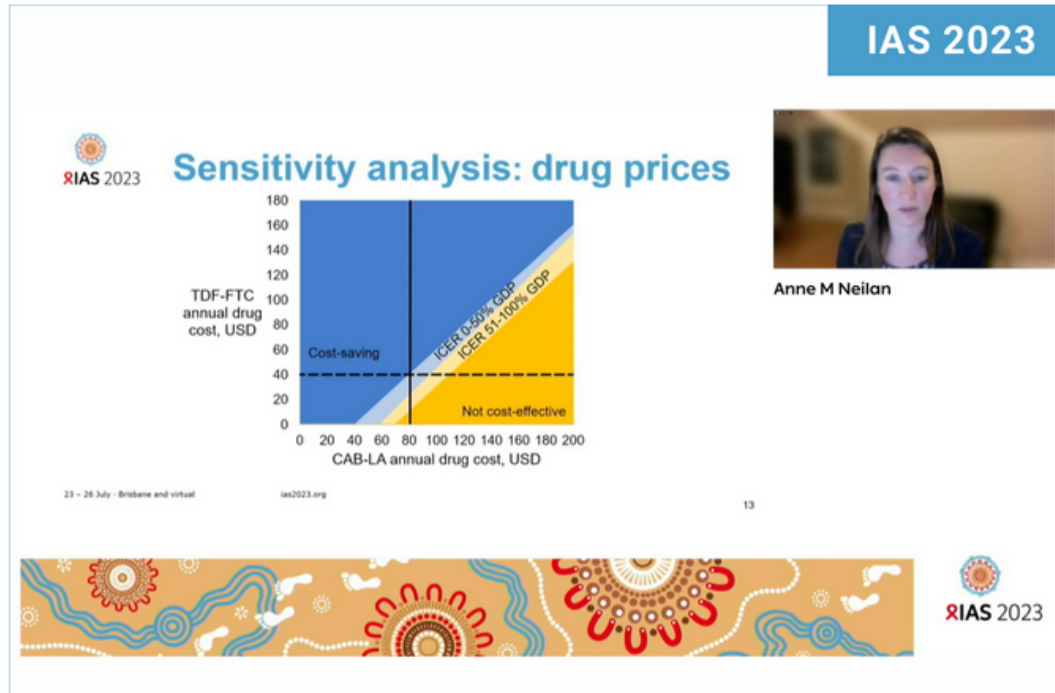 IAS 2023
IAS 2023
Sensitivity analysis: drug prices
180
160
140
120
100
80
60
40
20
0
TDF-FTC
annual drug
cost, USD
Cost-saving
ICER 0-50% GDP
ICER 51-100% GDP
Not cost-effective
0 20 40 60 80 100 120 140 160 180 200
CAB-LA annual drug cost, USD
Anne M Neilan
23 – 26 July · Brisbane and virtual
ias2023.org
13
IAS 2023